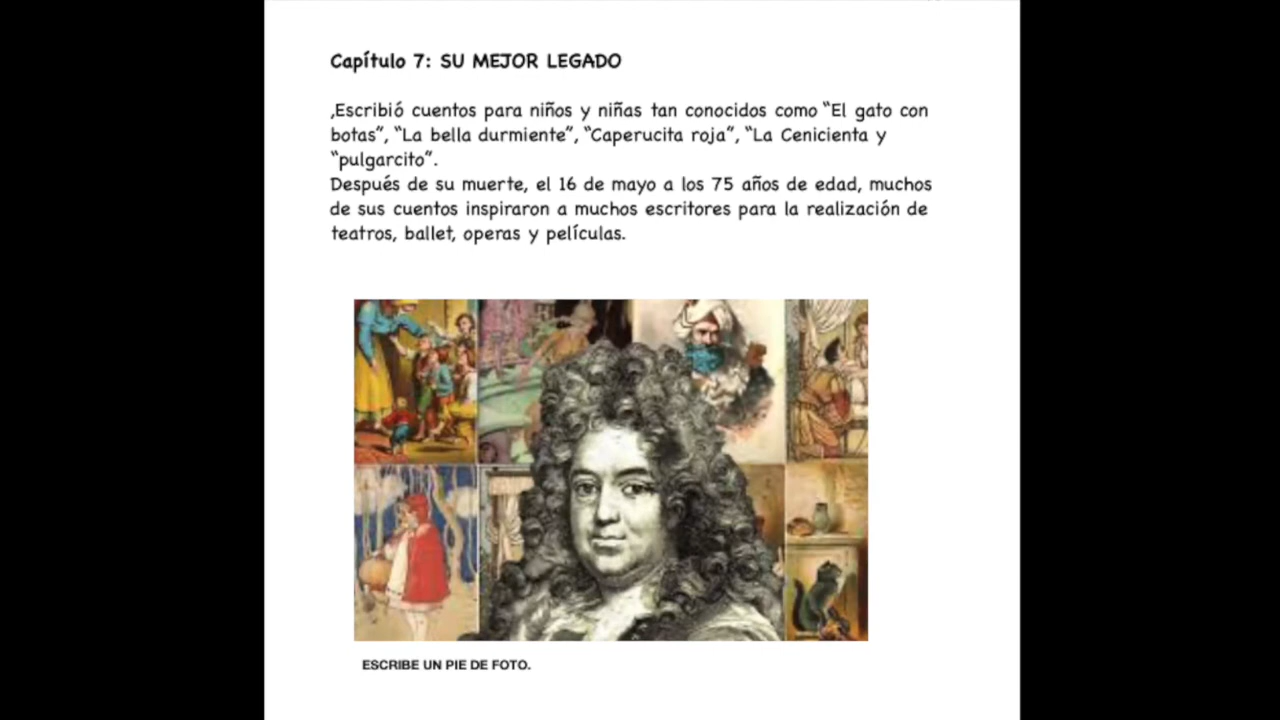 Capítulo 7: SU MEJOR LEGADO
,Escribió cuentos para niños y niñas tan conocidos como “El gato con
botas”, “La bella durmiente”, “Caperucita roja”, “La Cenicienta y
“pulgarcito”.
Después de su muerte, el 16 de mayo a los 75 años de edad, muchos
de sus cuentos inspiraron a muchos escritores para la realización de
teatros, ballet, operas y películas.
ESCRIBE UN PIE DE FOTO.